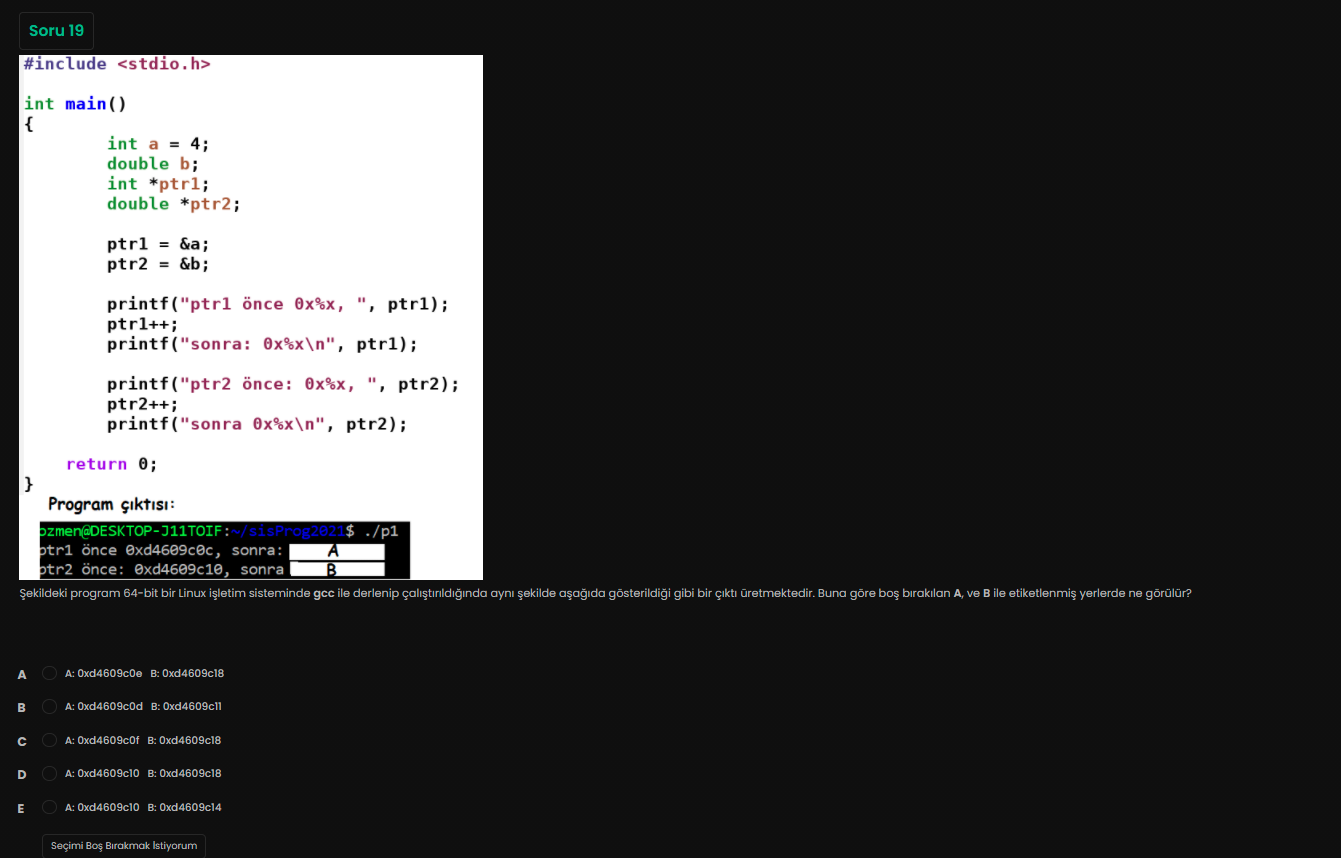 Soru 19
#include <stdio.h>
int main()
{
int a = 4;
double b;
int *ptr1;
double *ptr2;
ptr1 = &a;
ptr2 = &b;
printf("ptr1 önce 0x%x, ", ptr1);
ptr1++;
printf("sonra: 0x%x\n", ptr1);
printf("ptr2 önce: 0x%x, ", ptr2);
ptr2++;
printf("sonra 0x%x\n", ptr2);
return 0;
}
Program çıktısı:
ozmen@DESKTOP-J11TOIF:~/sisProg2021$ ./p1
ptr1 önce 0xd4609c0c, sonra: A
ptr2 önce: 0xd4609c10, sonra B
Şekildeki program 64-bit bir Linux işletim sisteminde gcc ile derlenip çalıştırıldığında aynı şekilde aşağıda gösterildiği gibi bir çıktı üretmektedir. Buna göre boş bırakılan A, ve B ile etiketlenmiş yerlerde ne görülür?
A A: 0xd4609c0e B: 0xd4609c18
B A: 0xd4609c0d B: 0xd4609c11
C A: 0xd4609c0f B: 0xd4609c18
D A: 0xd4609c10 B: 0xd4609c18
E A: 0xd4609c10 B: 0xd4609c14
Seçimi Boş Bırakmak İstiyorum